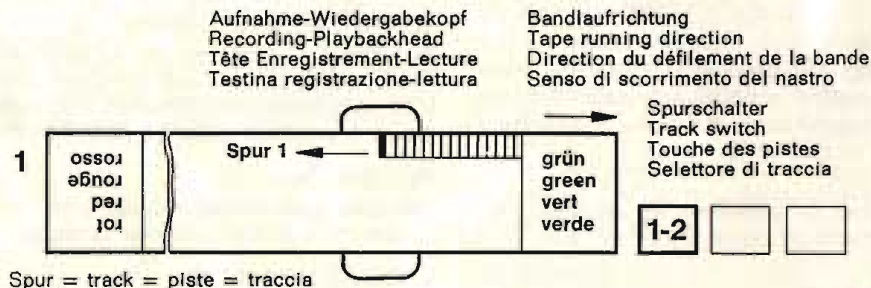 Aufnahme-Wiedergabekopf
Recording-Playbackhead
Tête Enregistrement-Lecture
Testina registrazione-lettura
Bandlaufrichtung
Tape running direction
Direction du défilement de la bande
Senso di scorrimento del nastro
Spurschalter
Track switch
Touche des pistes
Selettore di traccia
1
rot
red
rouge
rosso
Spur 1
grün
green
vert
verde
1-2
Spur = track = piste = traccia